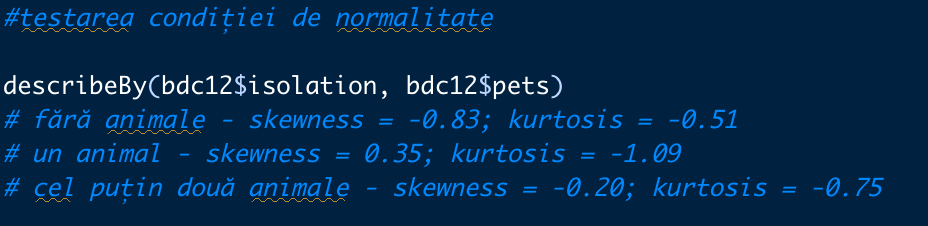 #testarea condiției de normalitate
describeBy(bdc12$isolation, bdc12$pets)
# fără animale - skewness = -0.83; kurtosis = -0.51
# un animal - skewness = 0.35; kurtosis = -1.09
# cel puțin două animale - skewness = -0.20; kurtosis = -0.75